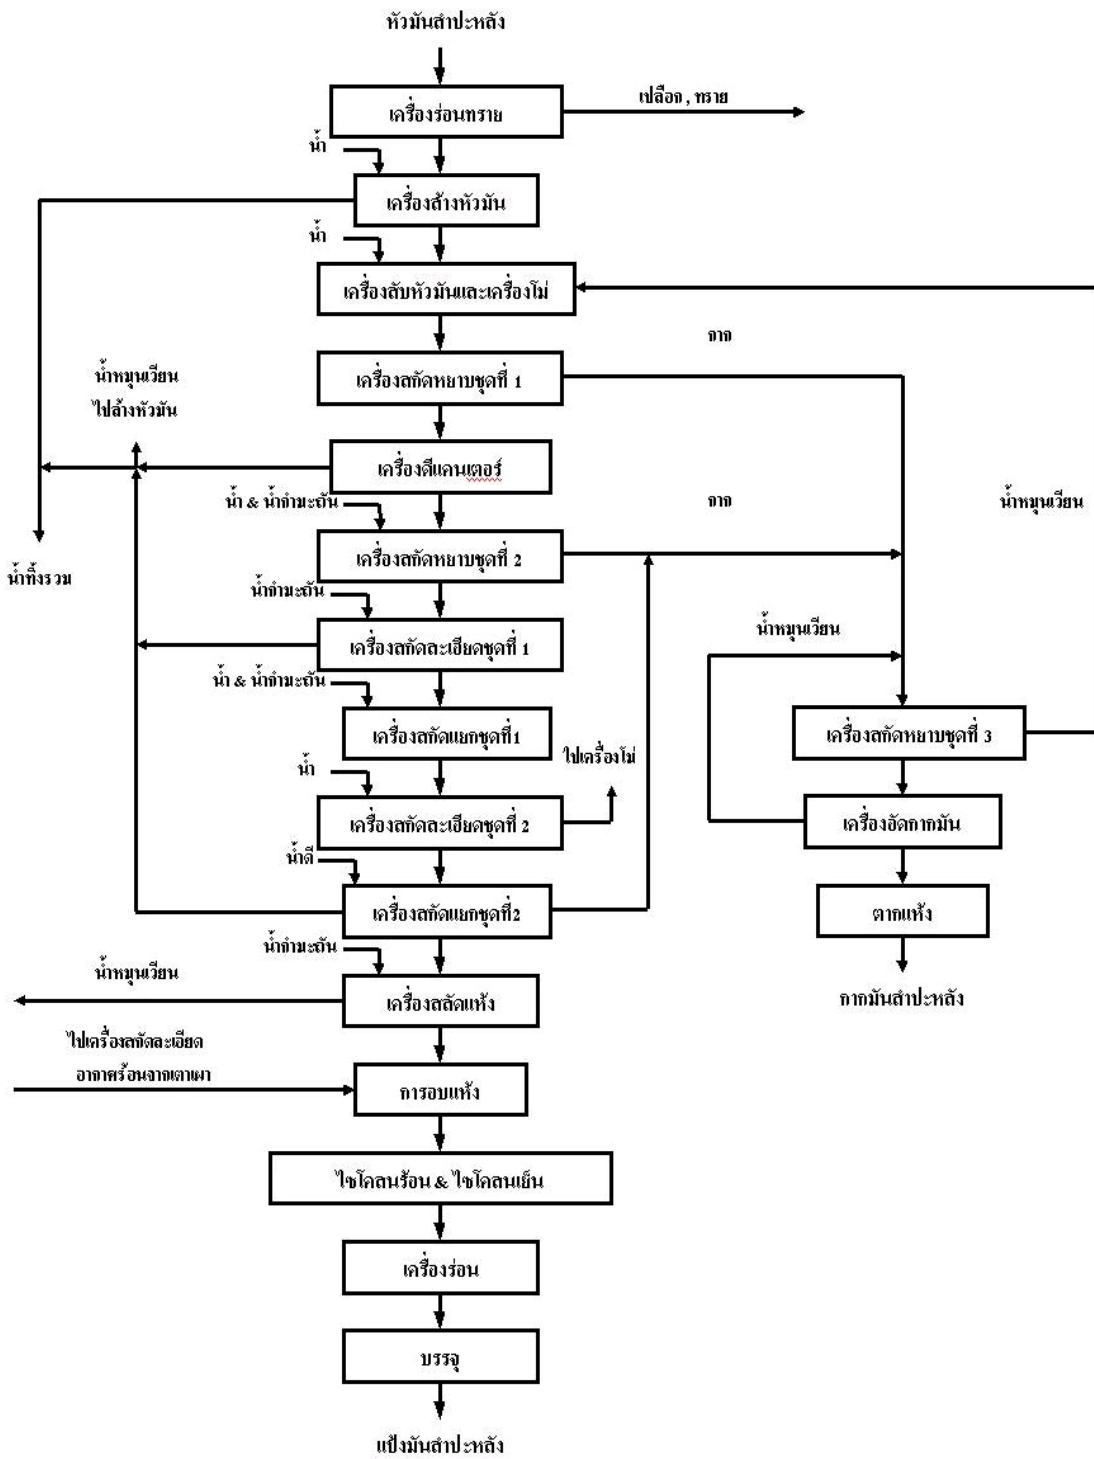 หัวมันสำปะหลัง
เครื่องร่อนทราย
เปลือก , ทราย
น้ำ
เครื่องล้างหัวมัน
น้ำ
เครื่องสับหัวมันและเครื่องโม่
กาก
เครื่องสกัดหยาบชุดที่ 1
น้ำหมุนเวียน
ไปล้างหัวมัน
เครื่องดีแคนเตอร์
น้ำ & น้ำกำมะถัน
กาก
น้ำหมุนเวียน
เครื่องสกัดหยาบชุดที่ 2
น้ำทิ้งรวม
น้ำกำมะถัน
เครื่องสกัดละเอียดชุดที่ 1
น้ำหมุนเวียน
น้ำ & น้ำกำมะถัน
เครื่องสกัดแยกชุดที่1
เครื่องสกัดหยาบชุดที่ 3
ไปเครื่องโม่
น้ำ
เครื่องสกัดละเอียดชุดที่ 2
เครื่องอัดกากมัน
น้ำดี
เครื่องสกัดแยกชุดที่2
ตากแห้ง
น้ำกำมะถัน
น้ำหมุนเวียน
เครื่องสลัดแห้ง
กากมันสำปะหลัง
ไปเครื่องสกัดละเอียด
อากาศร้อนจากเตาเผา
การอบแห้ง
ไซโคลนร้อน & ไซโคลนเย็น
เครื่องร่อน
บรรจุ
แป้งมันสำปะหลัง